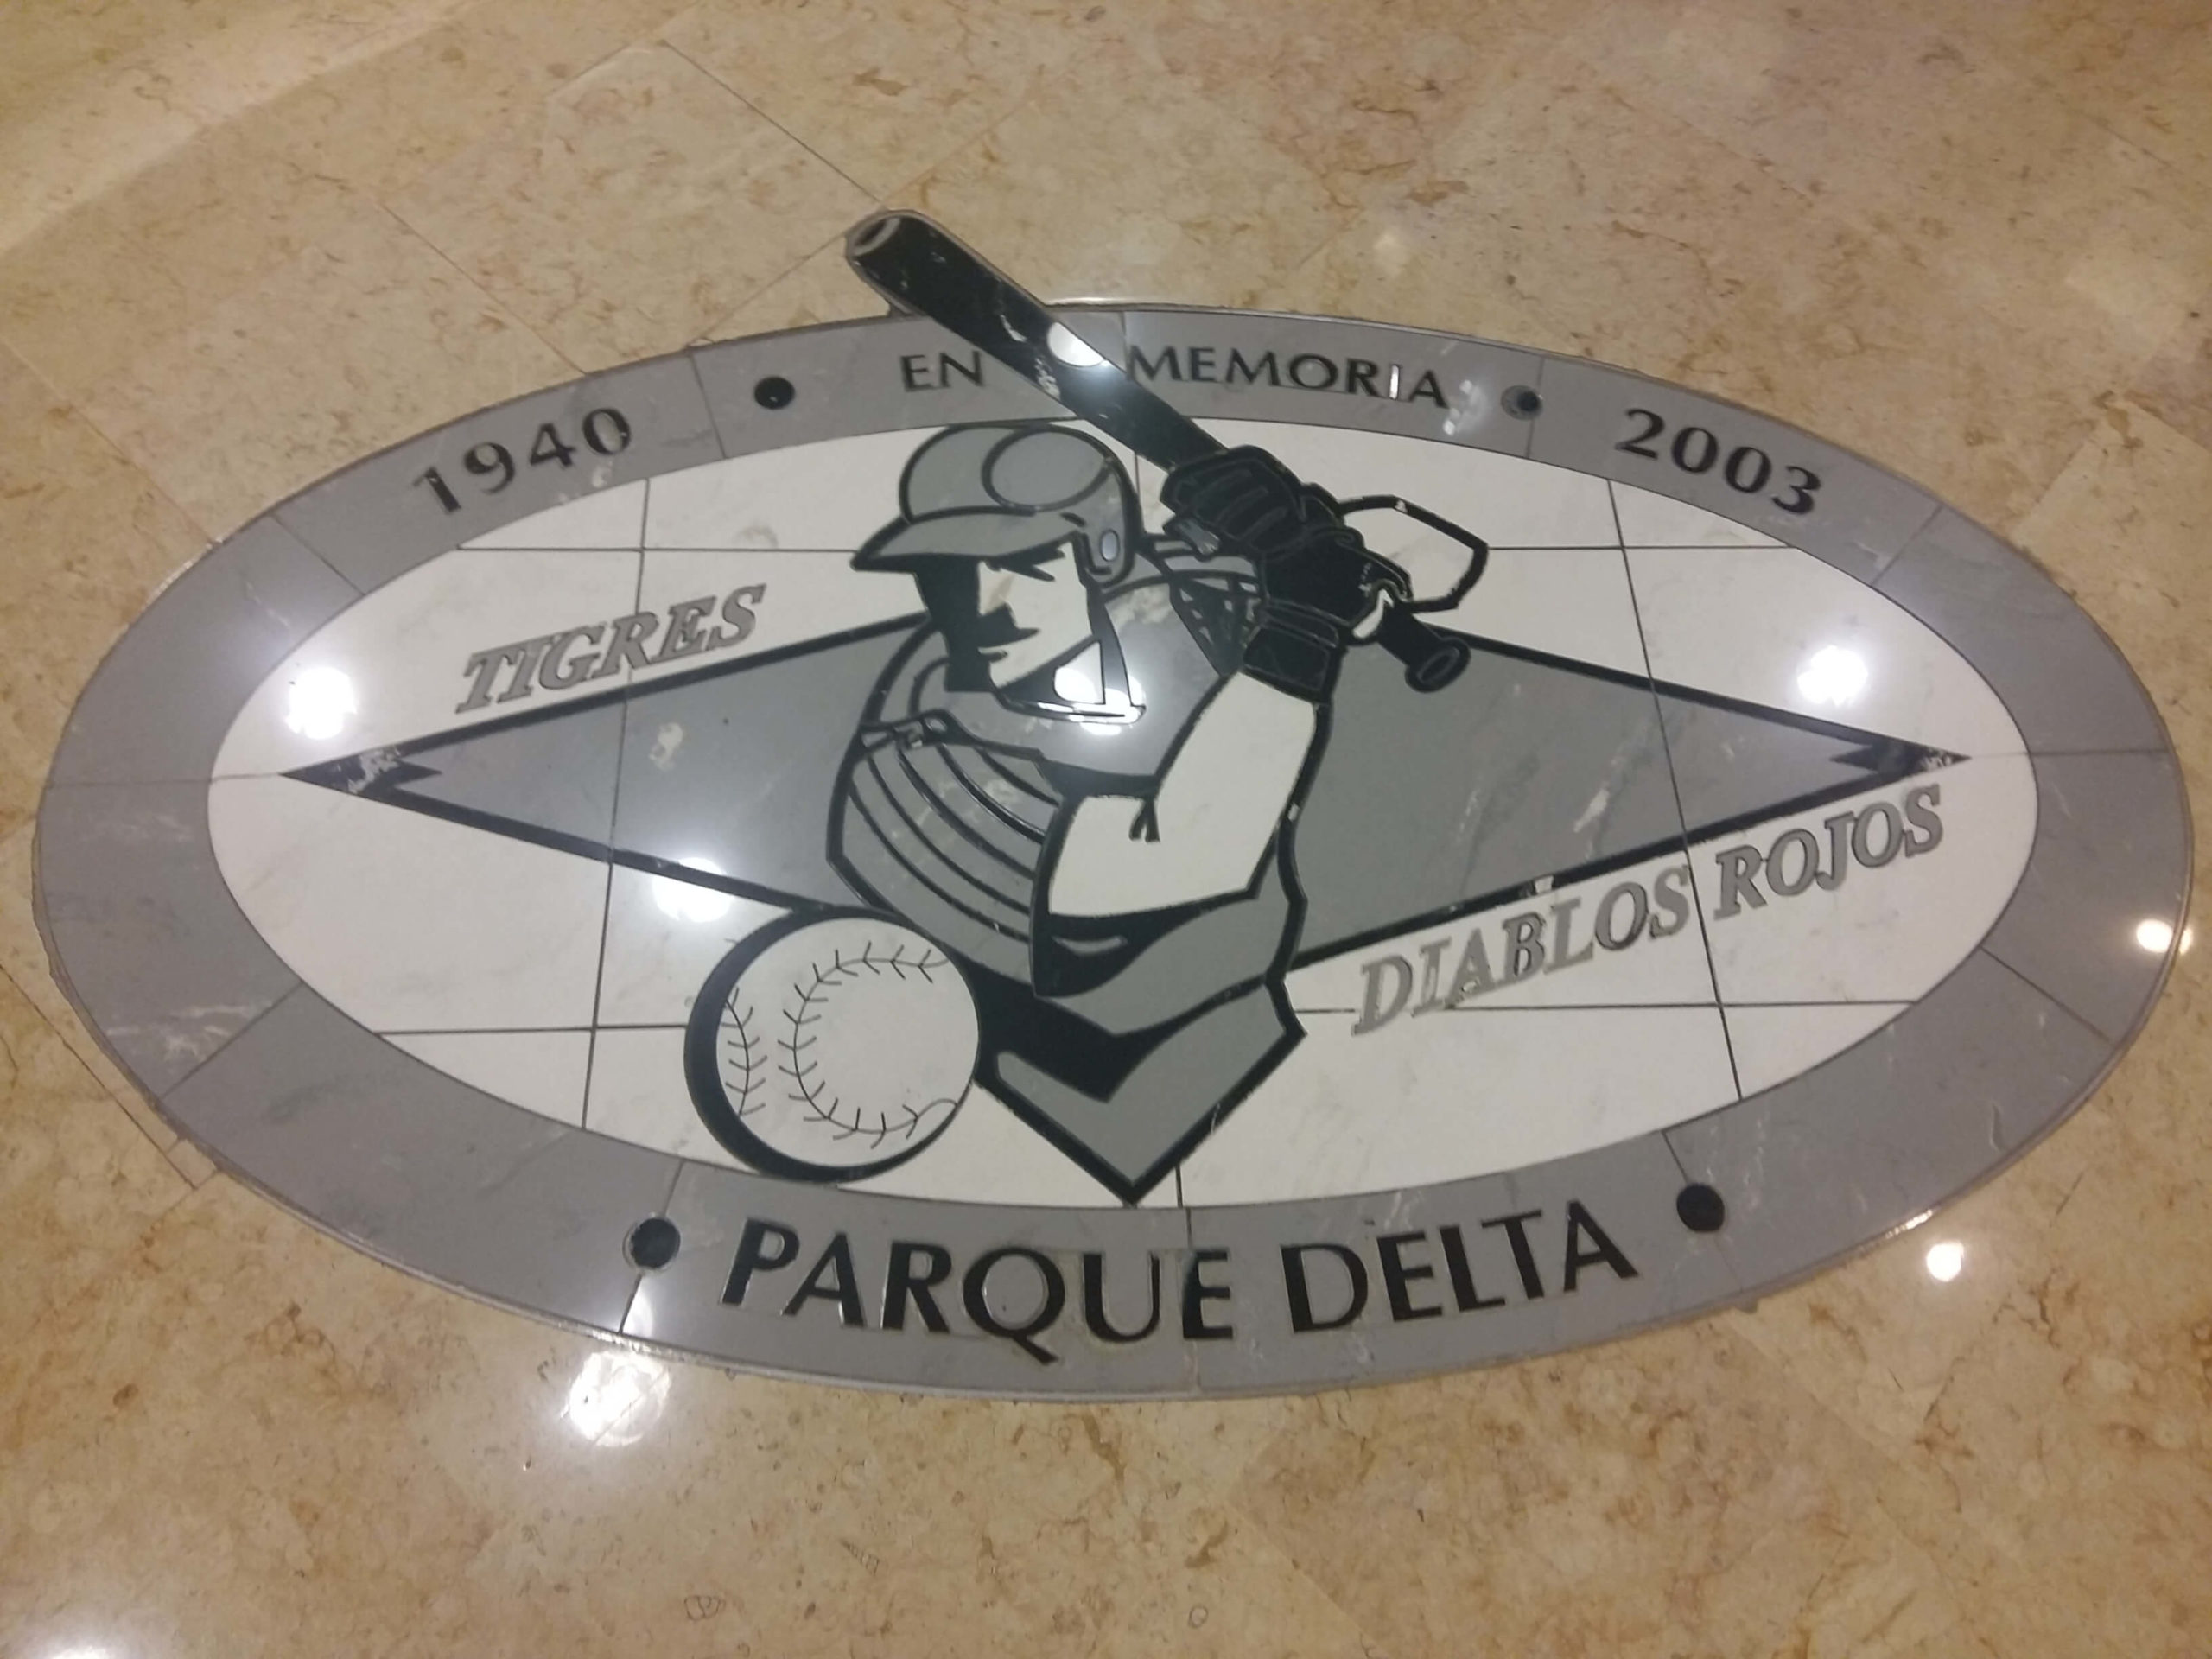 1940 • EN MEMORIA • 2003
TIGRES
DIABLOS ROJOS
• PARQUE DELTA •